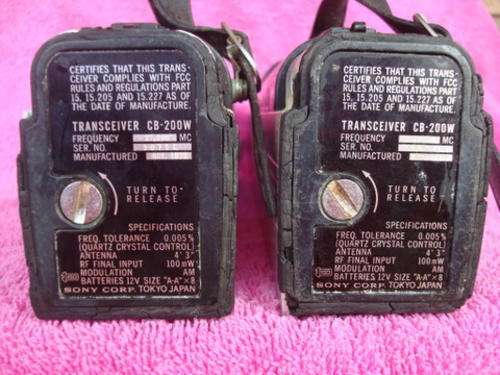 CERTIFIES THAT THIS TRANS-
CEIVER COMPLIES WITH FCC
RULES AND REGULATIONS PART
15, 15.205 AND 15.227 AS OF
THE DATE OF MANUFACTURE.
TRANSCEIVER CB-200W
FREQUENCY MC
SER. NO.
MANUFACTURED
TURN TO
RELEASE
SPECIFICATIONS
FREQ. TOLERANCE 0.005%
(QUARTZ CRYSTAL CONTROL)
ANTENNA 4' 3"
RF FINAL INPUT 100mW
MODULATION AM
BATTERIES 12V SIZE "A-A"×8
SONY CORP. TOKYO JAPAN
CERTIFIES THAT THIS TRANS-
CEIVER COMPLIES WITH FCC
RULES AND REGULATIONS PART
15, 15.205 AND 15.227 AS OF
THE DATE OF MANUFACTURE.
TRANSCEIVER CB-200W
FREQUENCY MC
SER. NO.
MANUFACTURED
TURN TO
RELEASE
SPECIFICATIONS
FREQ. TOLERANCE 0.005%
(QUARTZ CRYSTAL CONTROL)
ANTENNA 4' 3"
RF FINAL INPUT 100mW
MODULATION AM
BATTERIES 12V SIZE "A-A"×8
SONY CORP. TOKYO JAPAN